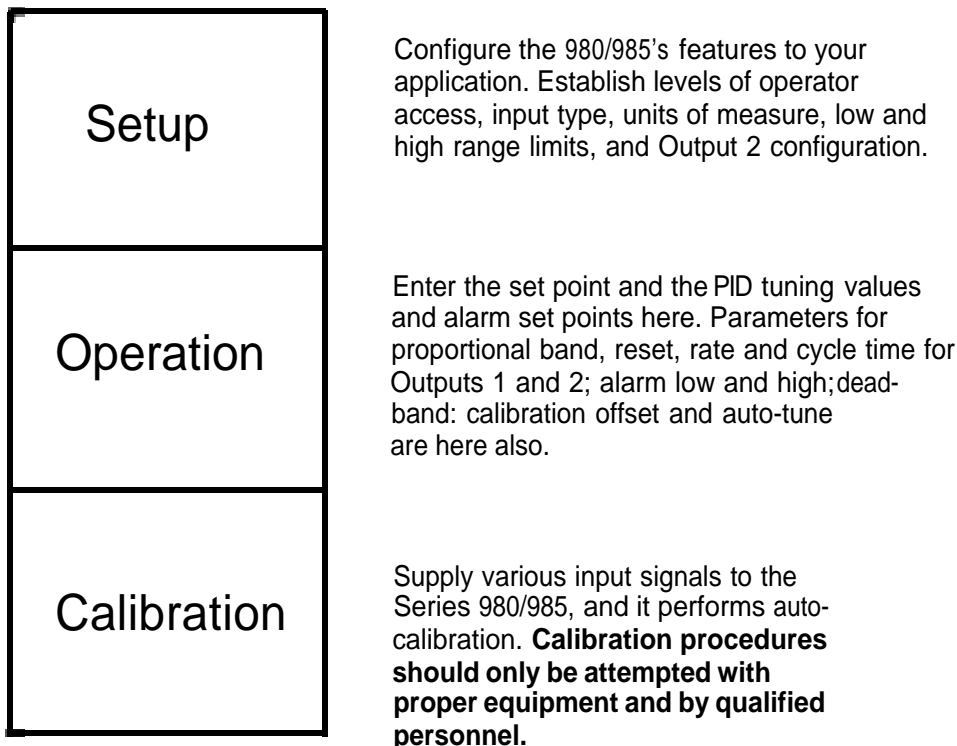 Setup
Configure the 980/985's features to your
application. Establish levels of operator
access, input type, units of measure, low and
high range limits, and Output 2 configuration.
Operation
Enter the set point and the PID tuning values
and alarm set points here. Parameters for
proportional band, reset, rate and cycle time for
Outputs 1 and 2; alarm low and high; dead-
band: calibration offset and auto-tune
are here also.
Calibration
Supply various input signals to the
Series 980/985, and it performs auto-
calibration. Calibration procedures
should only be attempted with
proper equipment and by qualified
personnel.